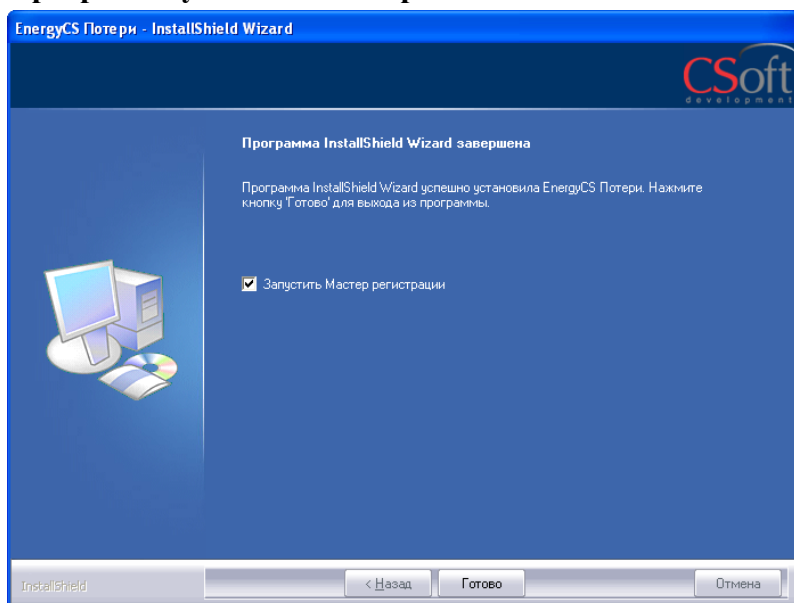 EnergyCS Потери - InstallShield Wizard
CSoft
development
Программа InstallShield Wizard завершена
Программа InstallShield Wizard успешно установила EnergyCS Потери. Нажмите
кнопку 'Готово' для выхода из программы.
Запустить Мастер регистрации
InstallShield
< Назад
Готово
Отмена